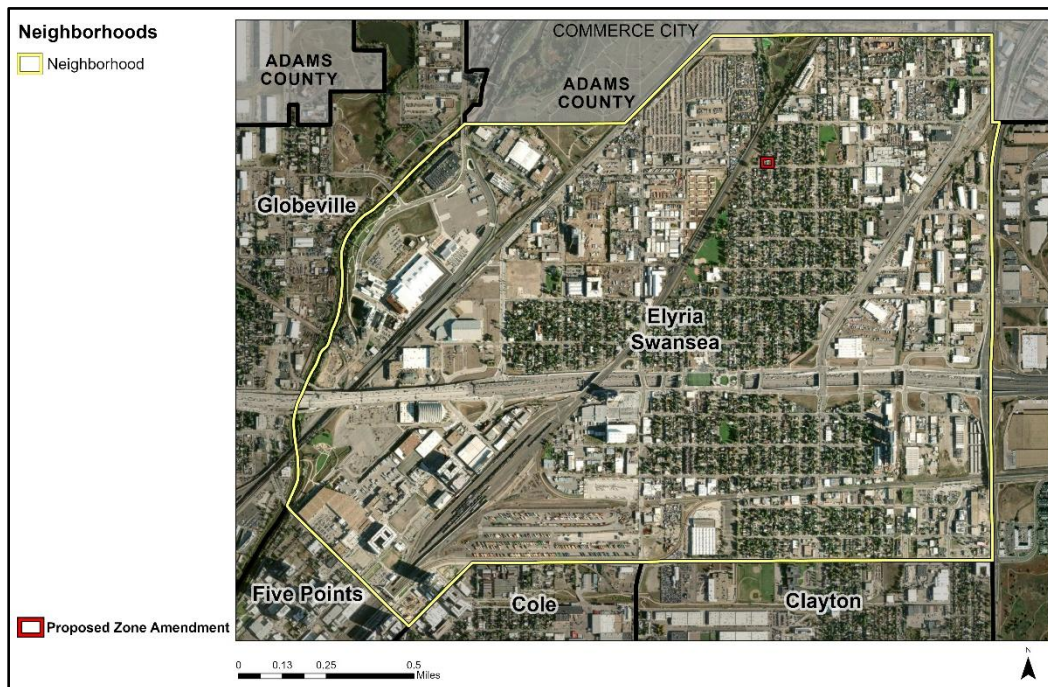 Neighborhoods
Neighborhood
COMMERCE CITY
ADAMS
COUNTY
ADAMS
COUNTY
Globeville
Elyria
Swansea
Five Points
Cole
Clayton
Proposed Zone Amendment
0 0.13 0.25 0.5
Miles
N